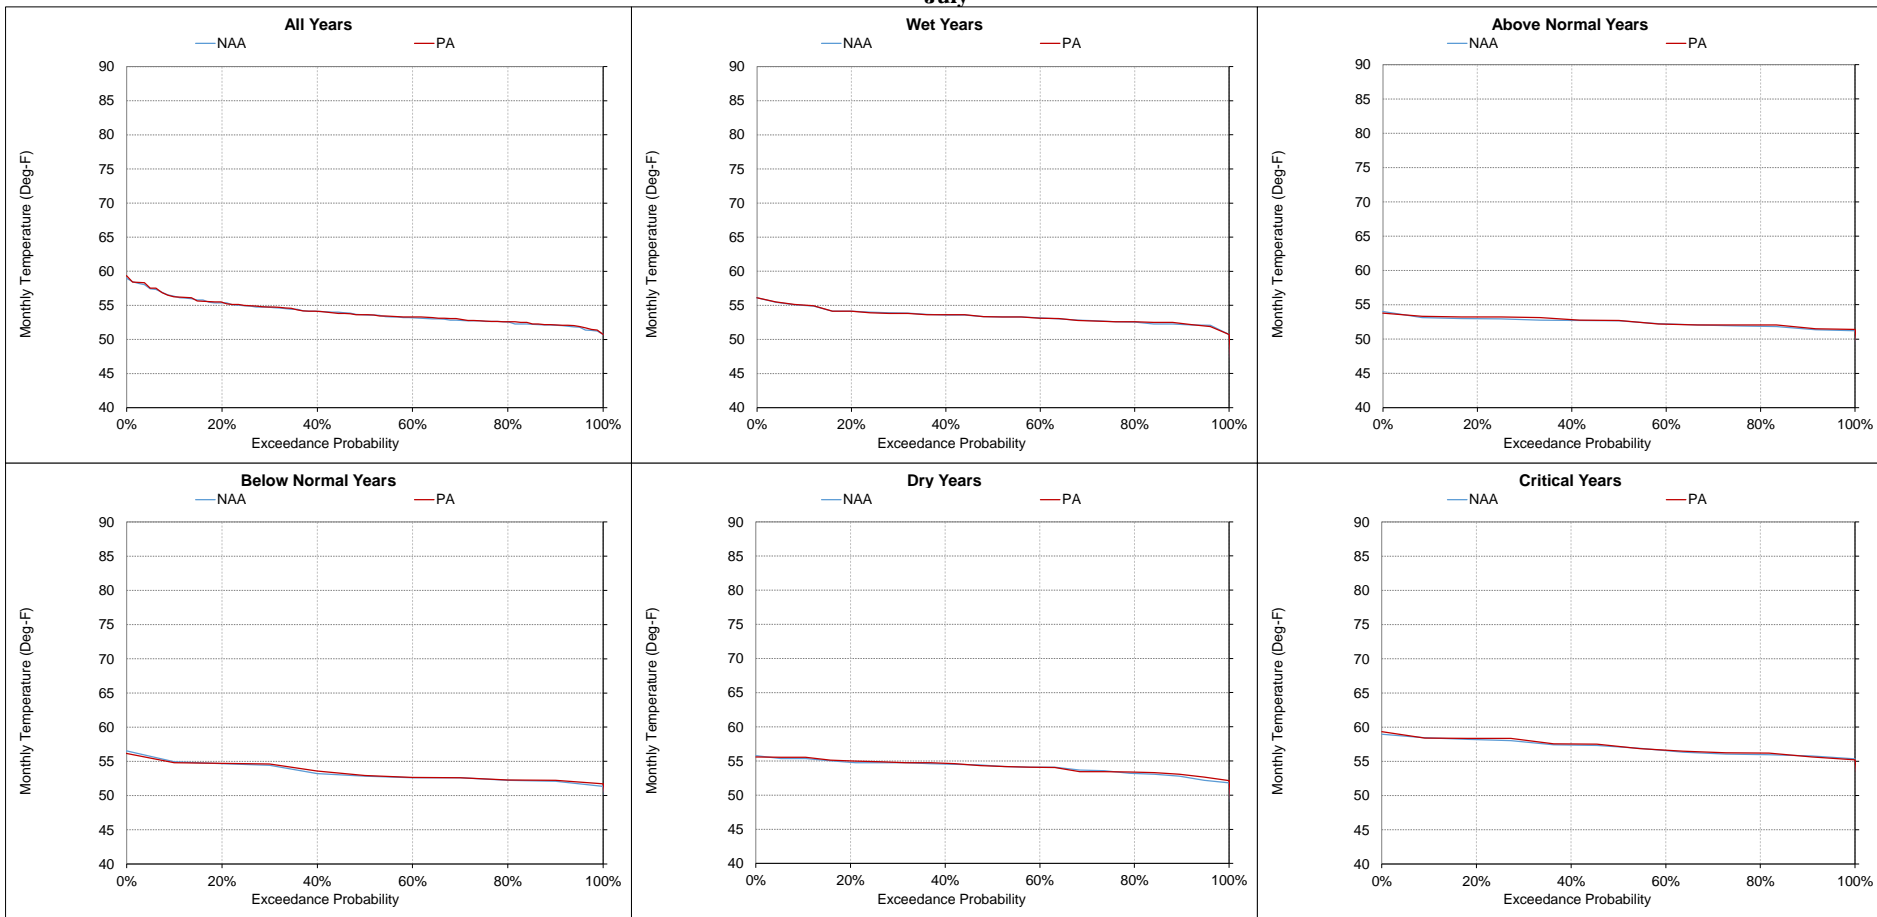 July
All Years
NAA PA
Monthly Temperature (Deg-F)
90
85
80
75
70
65
60
55
50
45
40
0% 20% 40% 60% 80% 100%
Exceedance Probability
Wet Years
NAA PA
Monthly Temperature (Deg-F)
90
85
80
75
70
65
60
55
50
45
40
0% 20% 40% 60% 80% 100%
Exceedance Probability
Above Normal Years
NAA PA
Monthly Temperature (Deg-F)
90
85
80
75
70
65
60
55
50
45
40
0% 20% 40% 60% 80% 100%
Exceedance Probability
Below Normal Years
NAA PA
Monthly Temperature (Deg-F)
90
85
80
75
70
65
60
55
50
45
40
0% 20% 40% 60% 80% 100%
Exceedance Probability
Dry Years
NAA PA
Monthly Temperature (Deg-F)
90
85
80
75
70
65
60
55
50
45
40
0% 20% 40% 60% 80% 100%
Exceedance Probability
Critical Years
NAA PA
Monthly Temperature (Deg-F)
90
85
80
75
70
65
60
55
50
45
40
0% 20% 40% 60% 80% 100%
Exceedance Probability